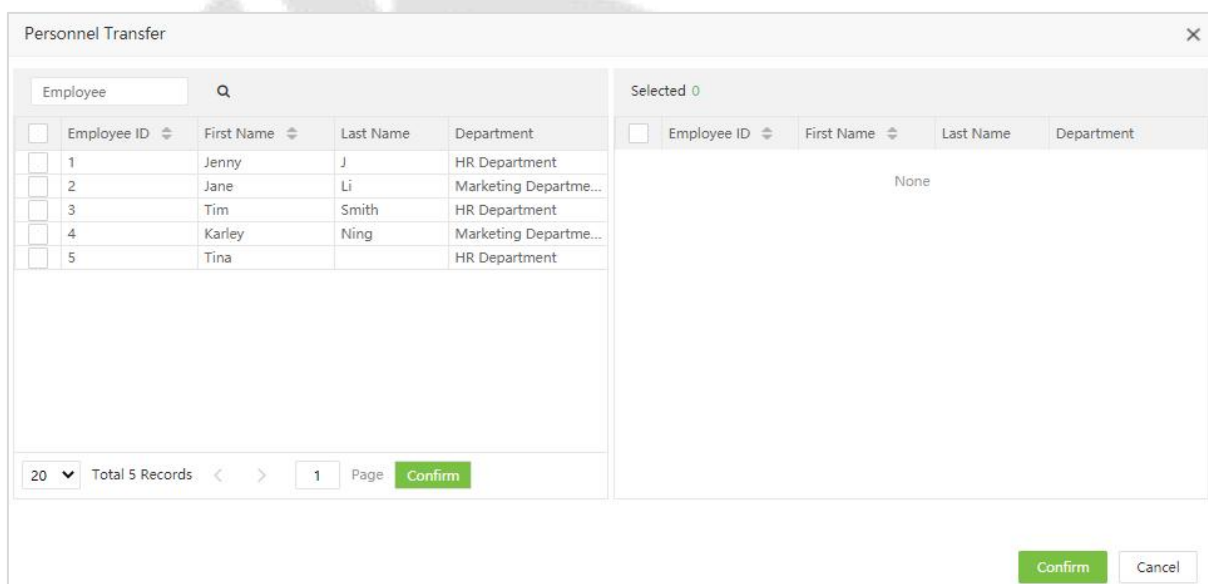 Personnel Transfer
Employee
Selected 0
Employee ID First Name Last Name Department
Employee ID First Name Last Name Department
1 Jenny J HR Department
2 Jane Li Marketing Departme...
3 Tim Smith HR Department
4 Karley Ning Marketing Departme...
5 Tina HR Department
None
20 Total 5 Records < > 1 Page Confirm
Confirm Cancel